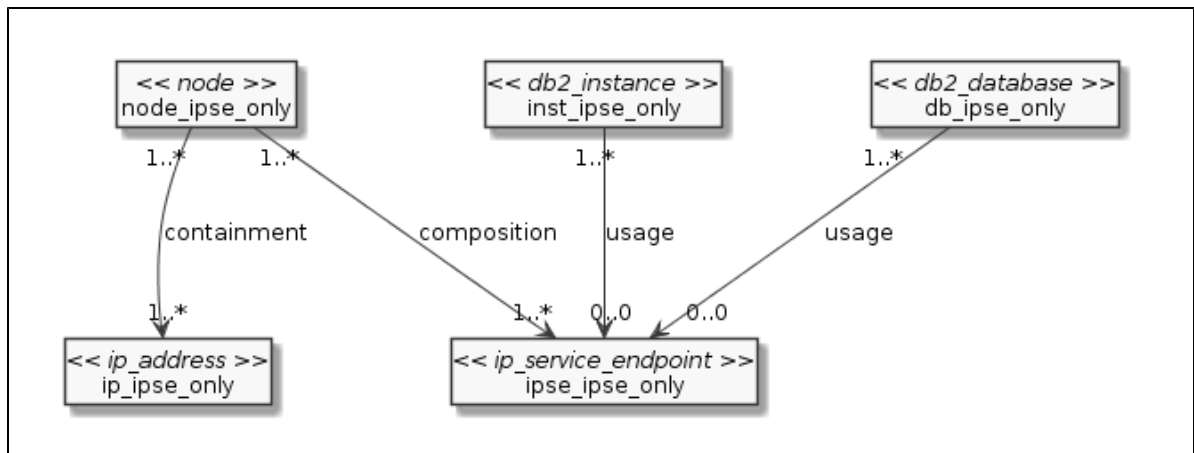 << node >>
node_ipse_only
<< db2_instance >>
inst_ipse_only
<< db2_database >>
db_ipse_only
1..*
1..*
1..*
1..*
containment
composition
usage
usage
1..*
1..*
0..0
0..0
<< ip_address >>
ip_ipse_only
<< ip_service_endpoint >>
ipse_ipse_only